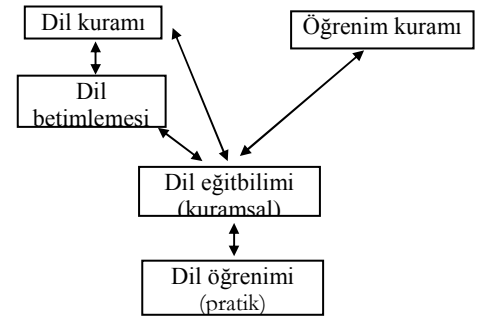 Dil kuramı
Öğrenim kuramı
Dil
betimlemesi
Dil eğitbilimi
(kuramsal)
Dil öğrenimi
(pratik)